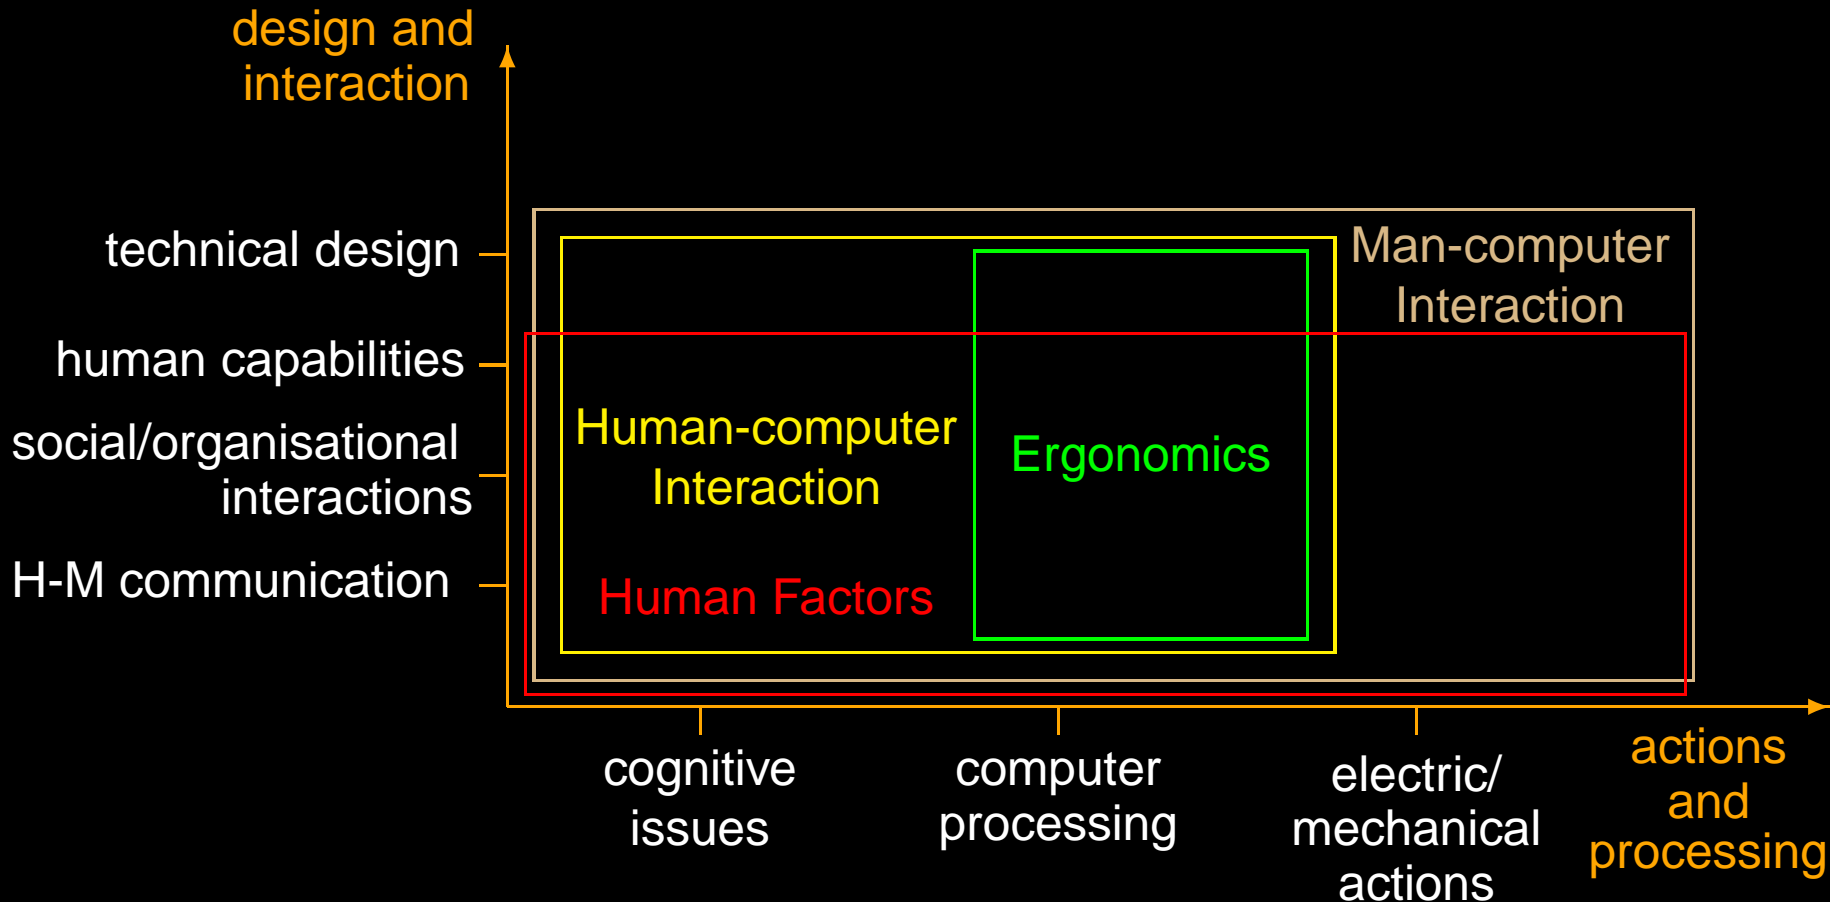 design and
interaction
technical design
human capabilities
social/organisational
interactions
H-M communication
Man-computer
Interaction
Human-computer
Interaction
Ergonomics
Human Factors
cognitive
issues
computer
processing
electric/
mechanical
actions
actions
and
processing